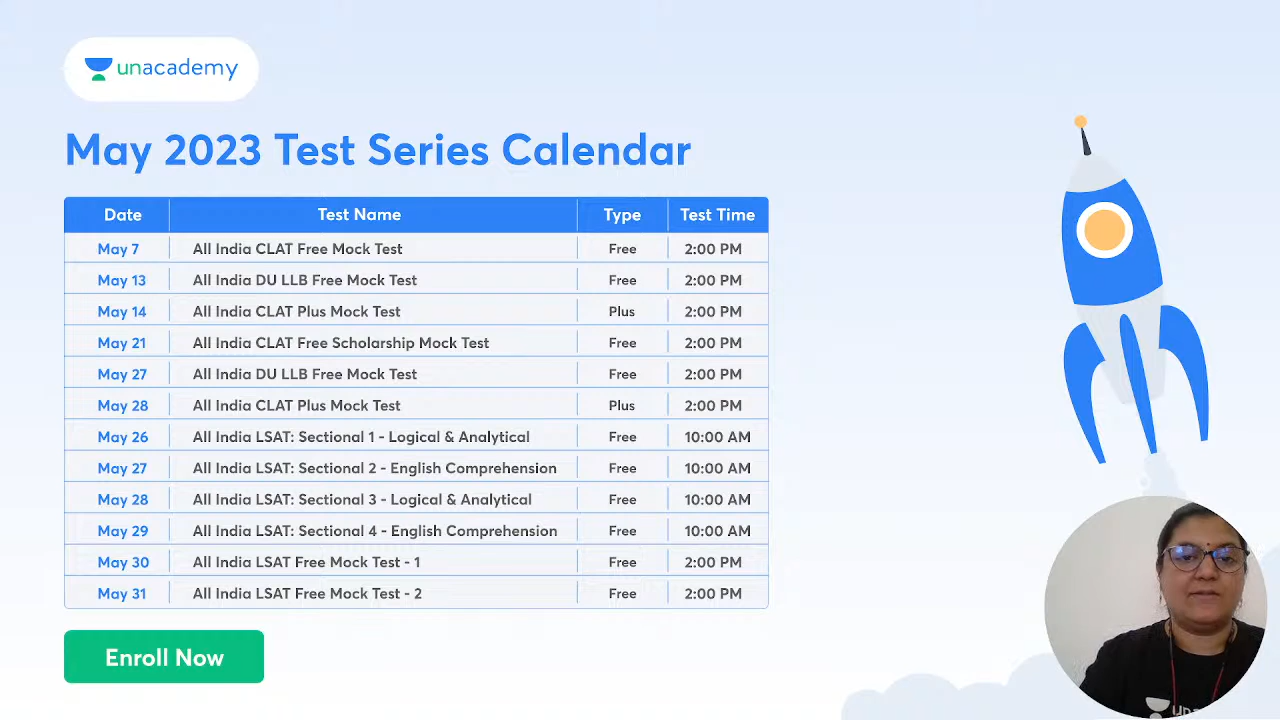 unacademy
May 2023 Test Series Calendar
Date Test Name Type Test Time
May 7 All India CLAT Free Mock Test Free 2:00 PM
May 13 All India DU LLB Free Mock Test Free 2:00 PM
May 14 All India CLAT Plus Mock Test Plus 2:00 PM
May 21 All India CLAT Free Scholarship Mock Test Free 2:00 PM
May 27 All India DU LLB Free Mock Test Free 2:00 PM
May 28 All India CLAT Plus Mock Test Plus 2:00 PM
May 26 All India LSAT: Sectional 1 - Logical & Analytical Free 10:00 AM
May 27 All India LSAT: Sectional 2 - English Comprehension Free 10:00 AM
May 28 All India LSAT: Sectional 3 - Logical & Analytical Free 10:00 AM
May 29 All India LSAT: Sectional 4 - English Comprehension Free 10:00 AM
May 30 All India LSAT Free Mock Test - 1 Free 2:00 PM
May 31 All India LSAT Free Mock Test - 2 Free 2:00 PM
Enroll Now